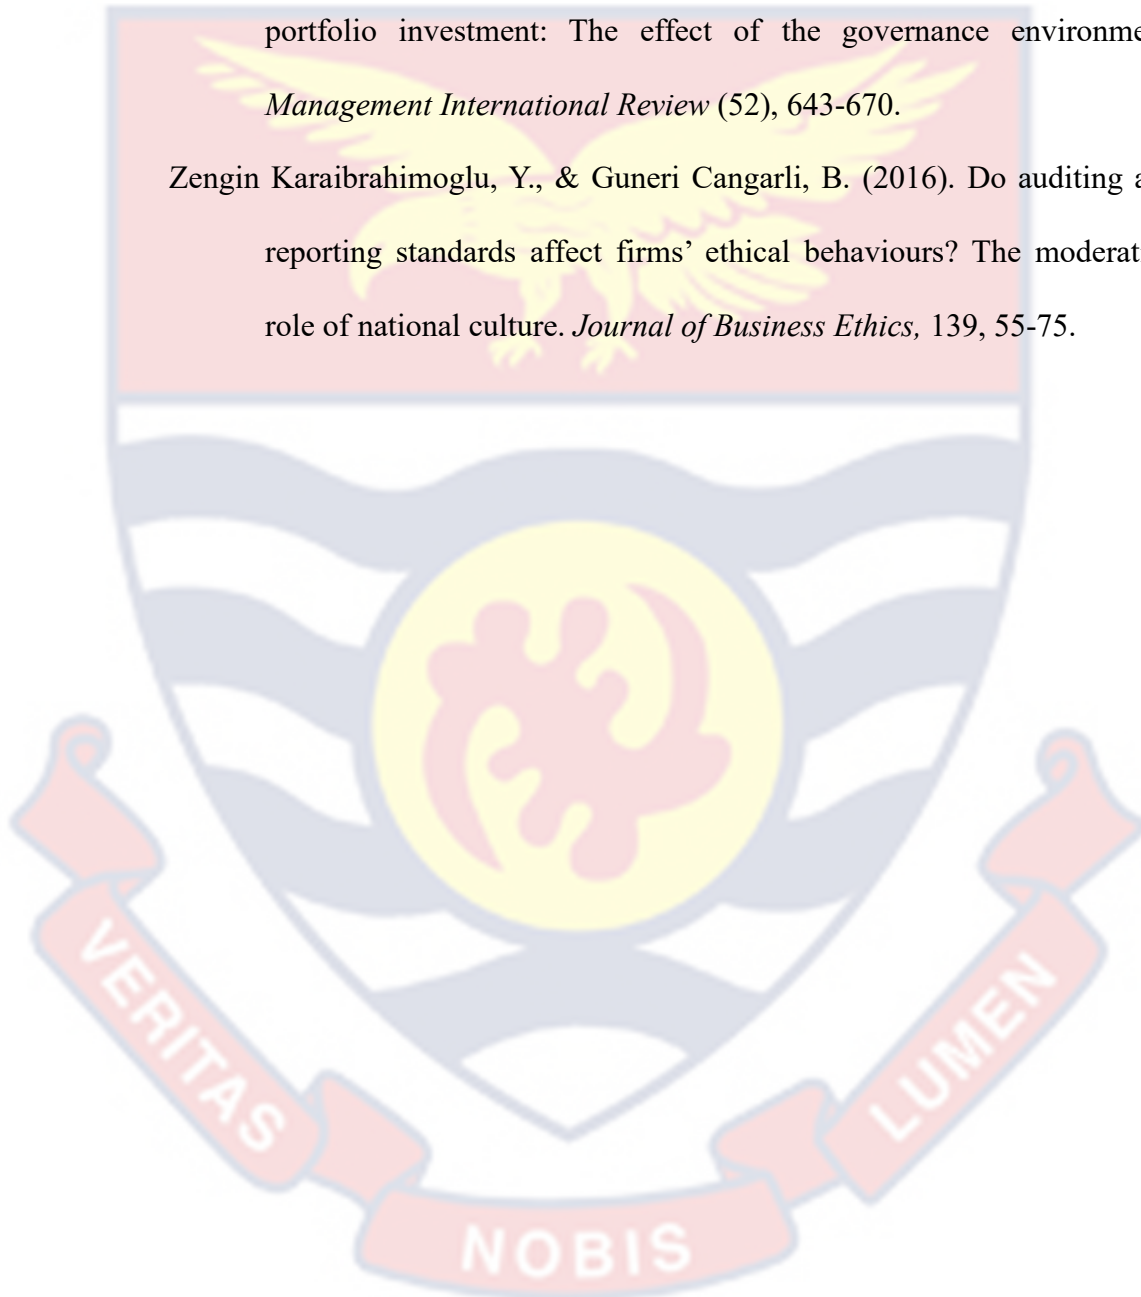 portfolio investment: The effect of the governance environme
Management International Review (52), 643-670.
Zengin Karaibrahimoglu, Y., & Guneri Cangarli, B. (2016). Do auditing a
reporting standards affect firms’ ethical behaviours? The moderat
role of national culture. Journal of Business Ethics, 139, 55-75.
VERITAS
NOBIS
LUMEN